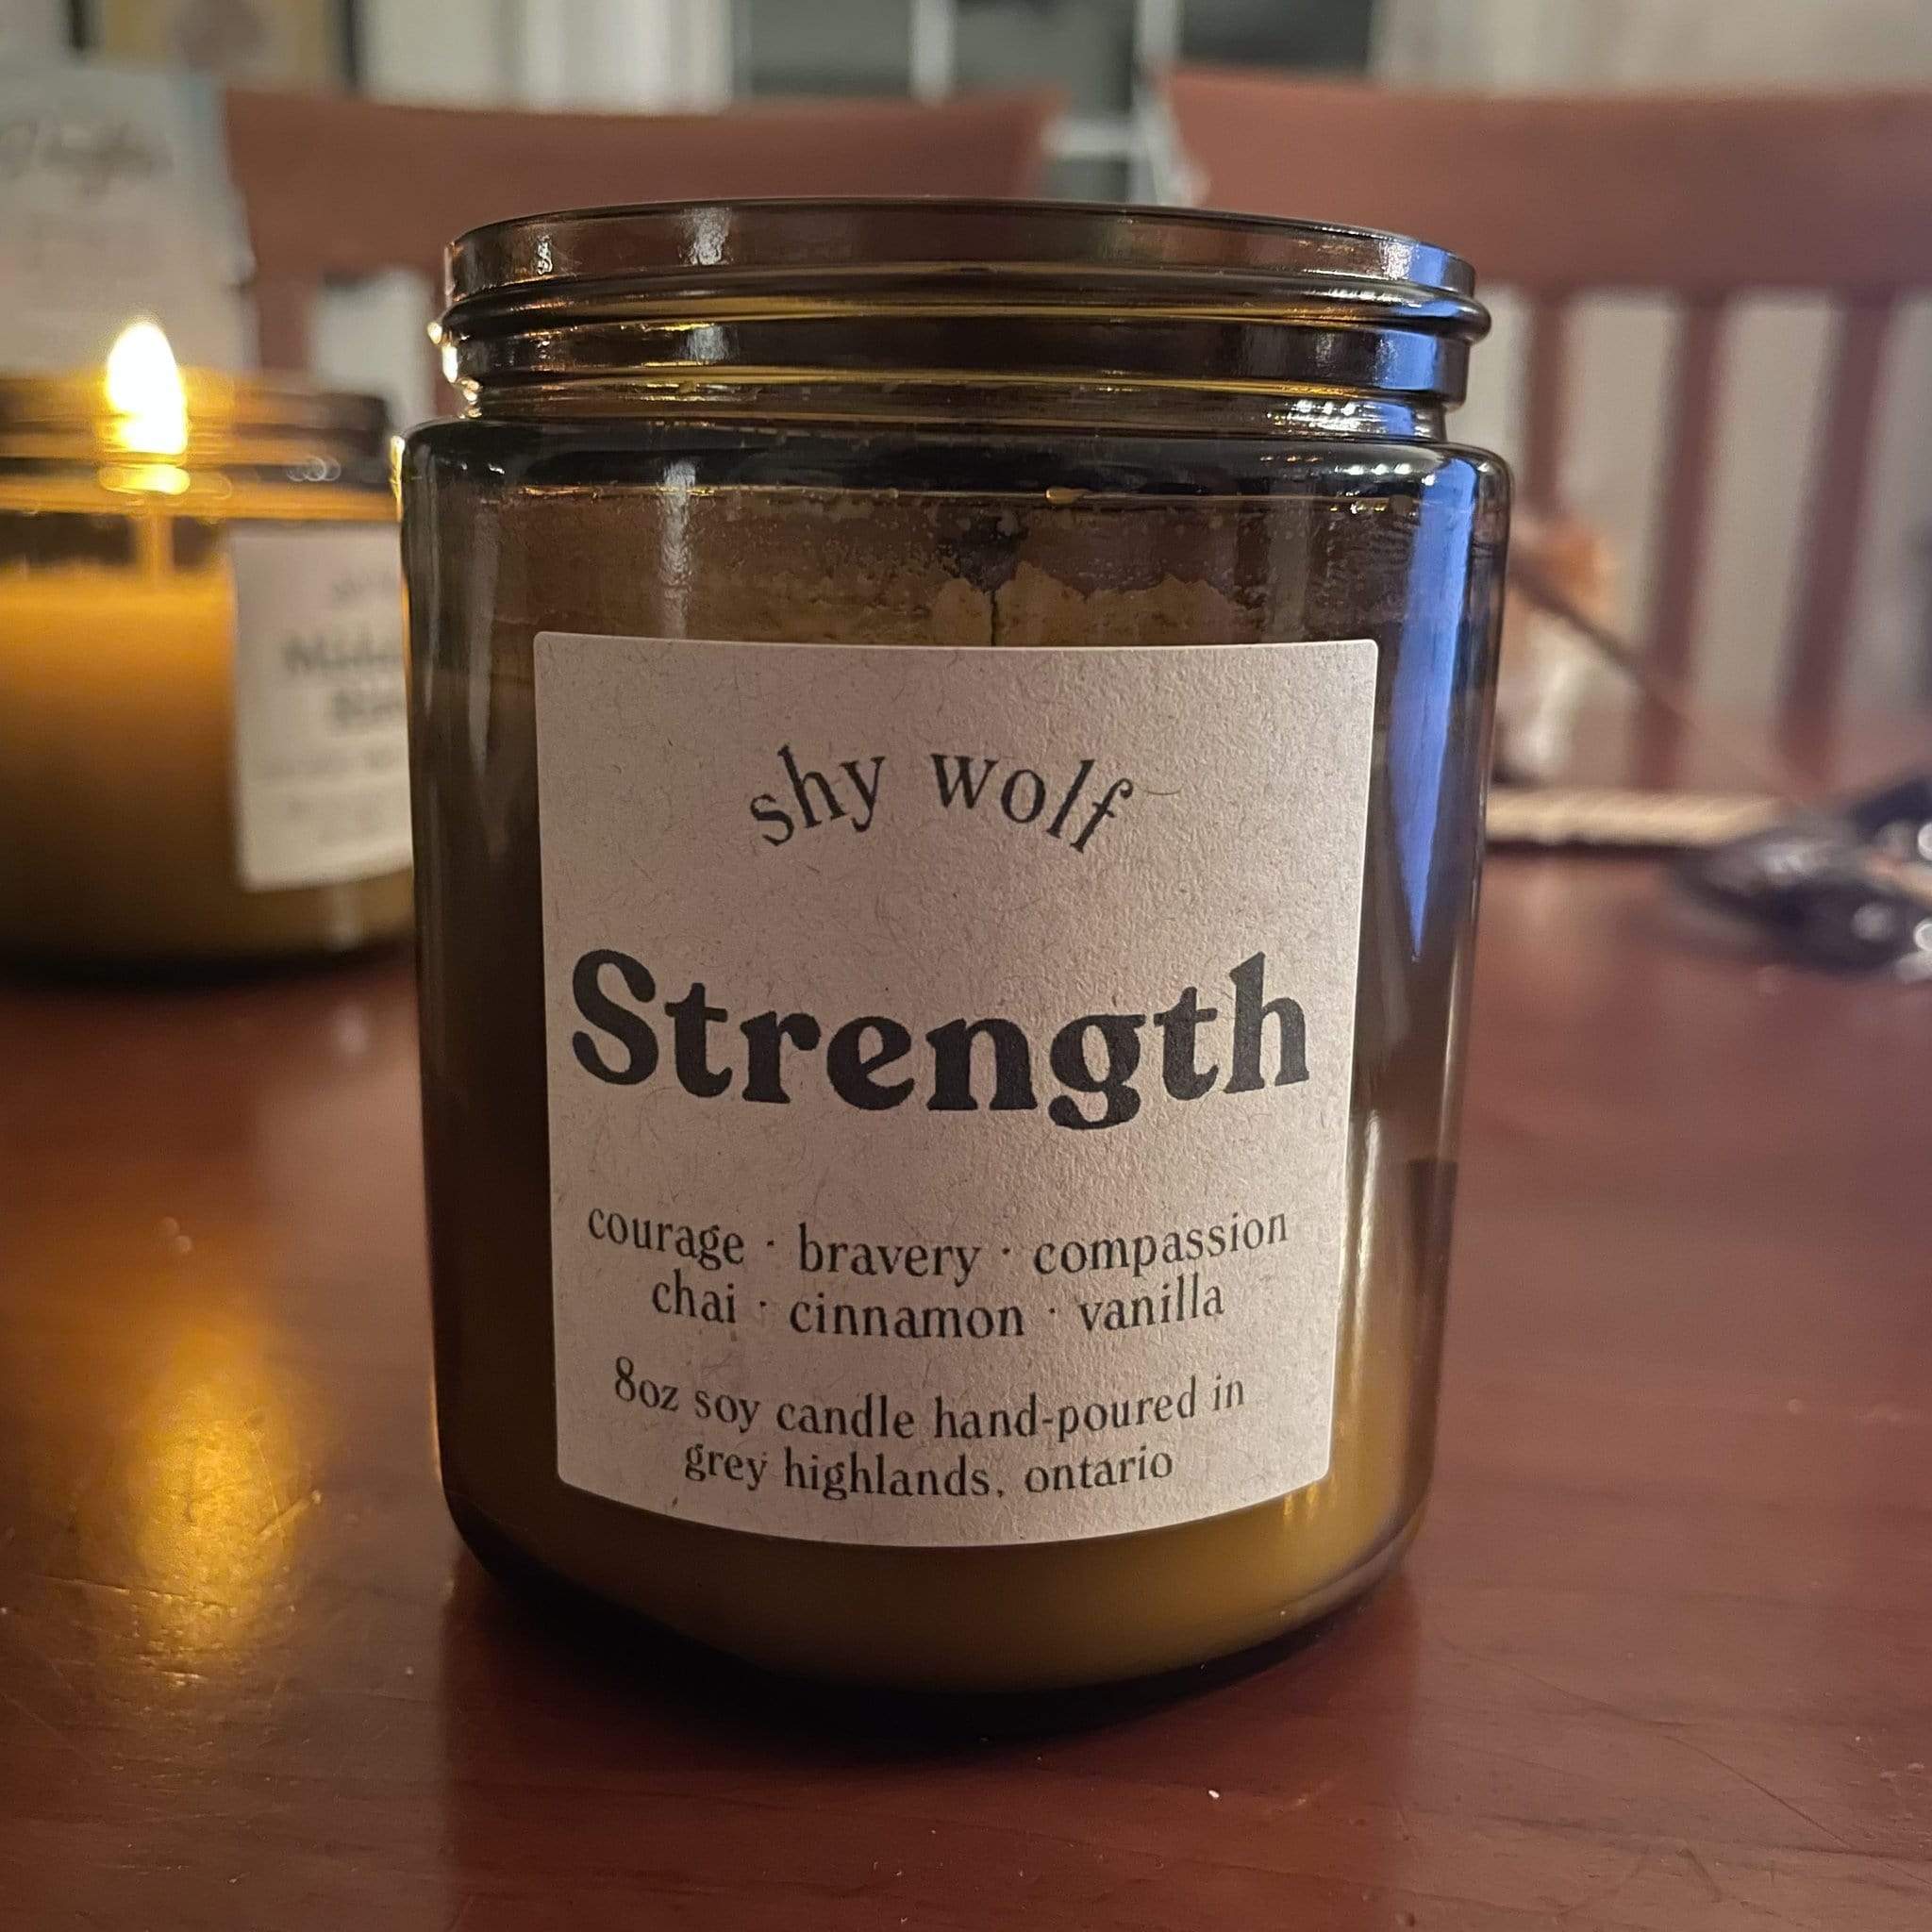 shy wolf
Strength
courage · bravery · compassion
chai · cinnamon · vanilla
8oz soy candle hand-poured in
grey highlands, ontario